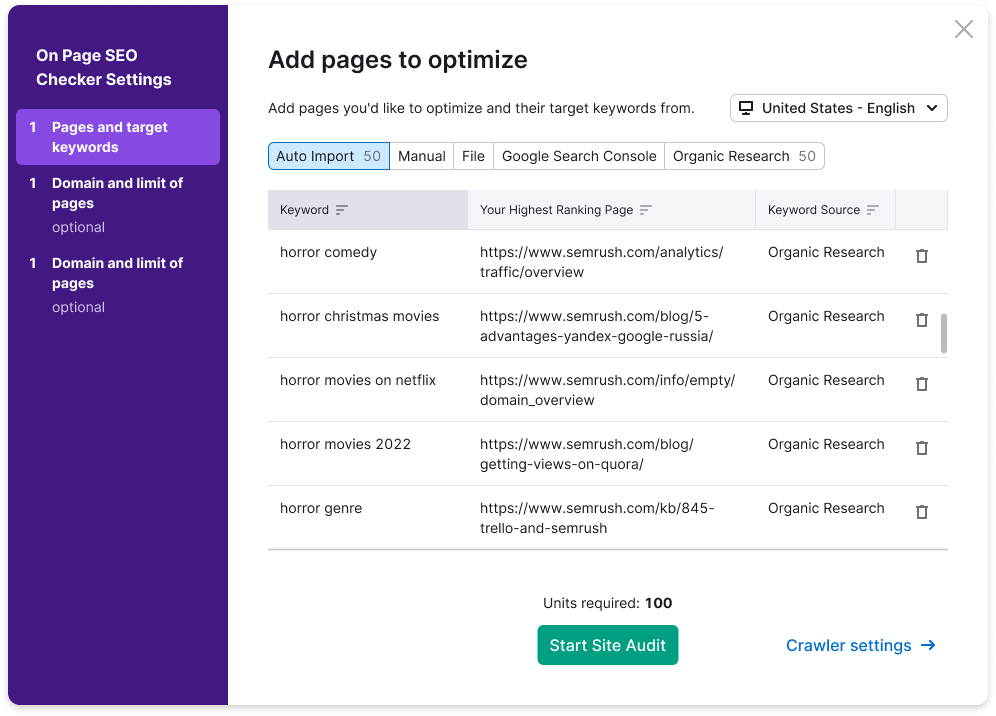 On Page SEO
Checker Settings
1 Pages and target
keywords
1 Domain and limit of
pages
optional
1 Domain and limit of
pages
optional
Add pages to optimize
Add pages you'd like to optimize and their target keywords from.
United States - English
Auto Import 50 Manual File Google Search Console Organic Research 50
Keyword Your Highest Ranking Page Keyword Source
horror comedy https://www.semrush.com/analytics/ Organic Research
traffic/overview
horror christmas movies https://www.semrush.com/blog/5- Organic Research
advantages-yandex-google-russia/
horror movies on netflix https://www.semrush.com/info/empty/ Organic Research
domain_overview
horror movies 2022 https://www.semrush.com/blog/ Organic Research
getting-views-on-quora/
horror genre https://www.semrush.com/kb/845- Organic Research
trello-and-semrush
Units required: 100
Start Site Audit
Crawler settings →